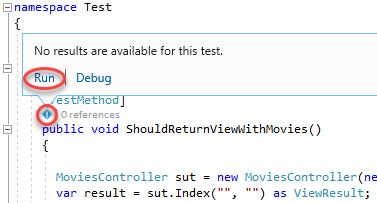 namespace Test
{
No results are available for this test.
Run | Debug
estMethod]
0 references
public void ShouldReturnViewWithMovies()
{
MoviesController sut = new MoviesController(ne
var result = sut.Index("", "") as ViewResult;